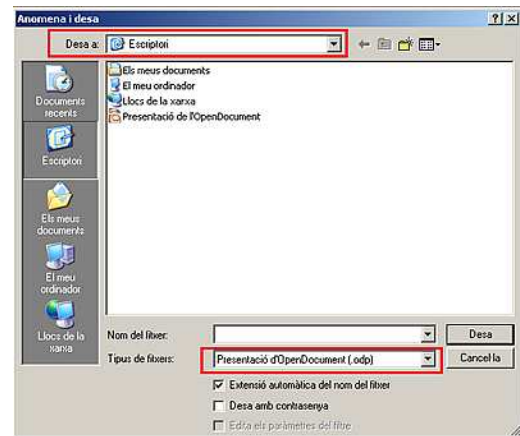 Anomena i desa
Desa a: Escriptori
Documents
recents
Escriptori
Els meus
documents
El meu
ordinador
Llocs de la
xarxa
Els meus documents
El meu ordinador
Llocs de la xarxa
Presentació de l'OpenDocument
Nom del fitxer:
Desa
Tipus de fitxers: Presentació d'OpenDocument (.odp)
Cancel·la
Extensió automàtica del nom del fitxer
Desa amb contrasenya
Edita els paràmetres del filtre